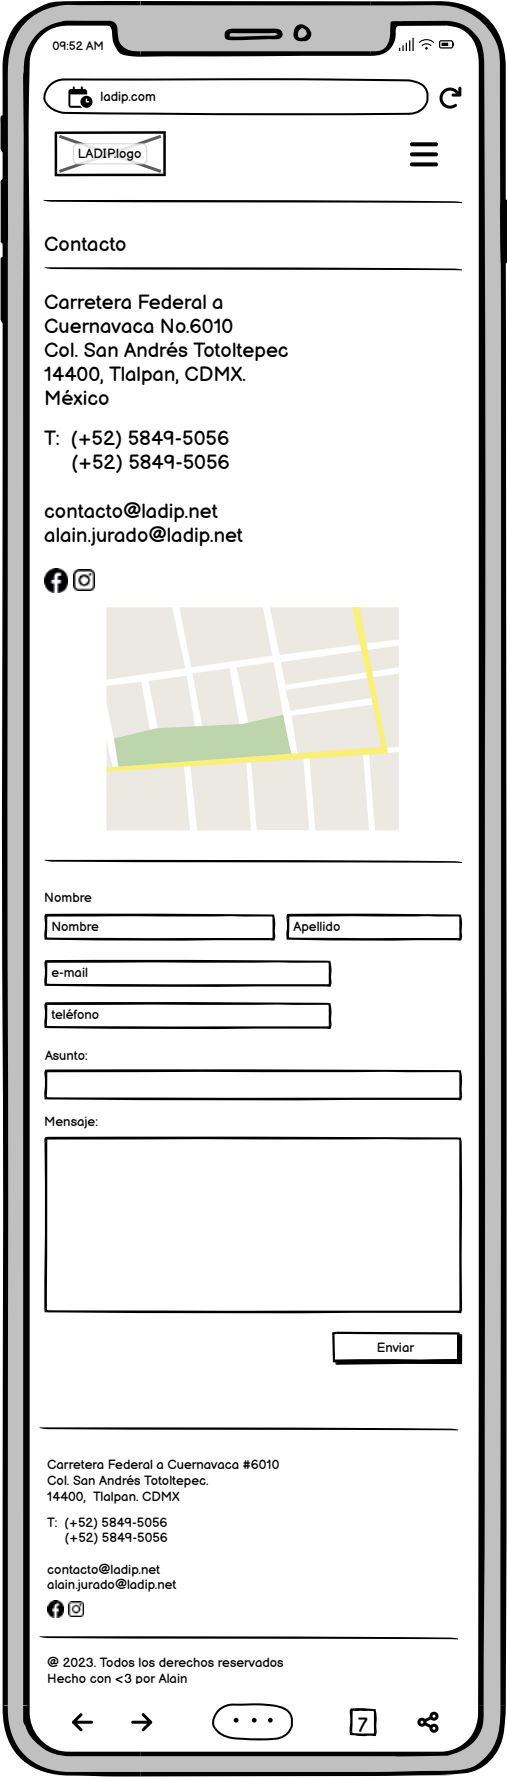 09:52 AM
ladip.com
LADIP.logo
Contacto
Carretera Federal a
Cuernavaca No.6010
Col. San Andrés Totoltepec
14400, Tlalpan, CDMX.
México
T: (+52) 5849-5056
(+52) 5849-5056
contacto@ladip.net
alain.jurado@ladip.net
Nombre
Nombre Apellido
e-mail
teléfono
Asunto:
Mensaje:
Enviar
Carretera Federal a Cuernavaca #6010
Col. San Andrés Totoltepec.
14400, Tlalpan. CDMX
T: (+52) 5849-5056
(+52) 5849-5056
contacto@ladip.net
alain.jurado@ladip.net
@ 2023. Todos los derechos reservados
Hecho con <3 por Alain
7